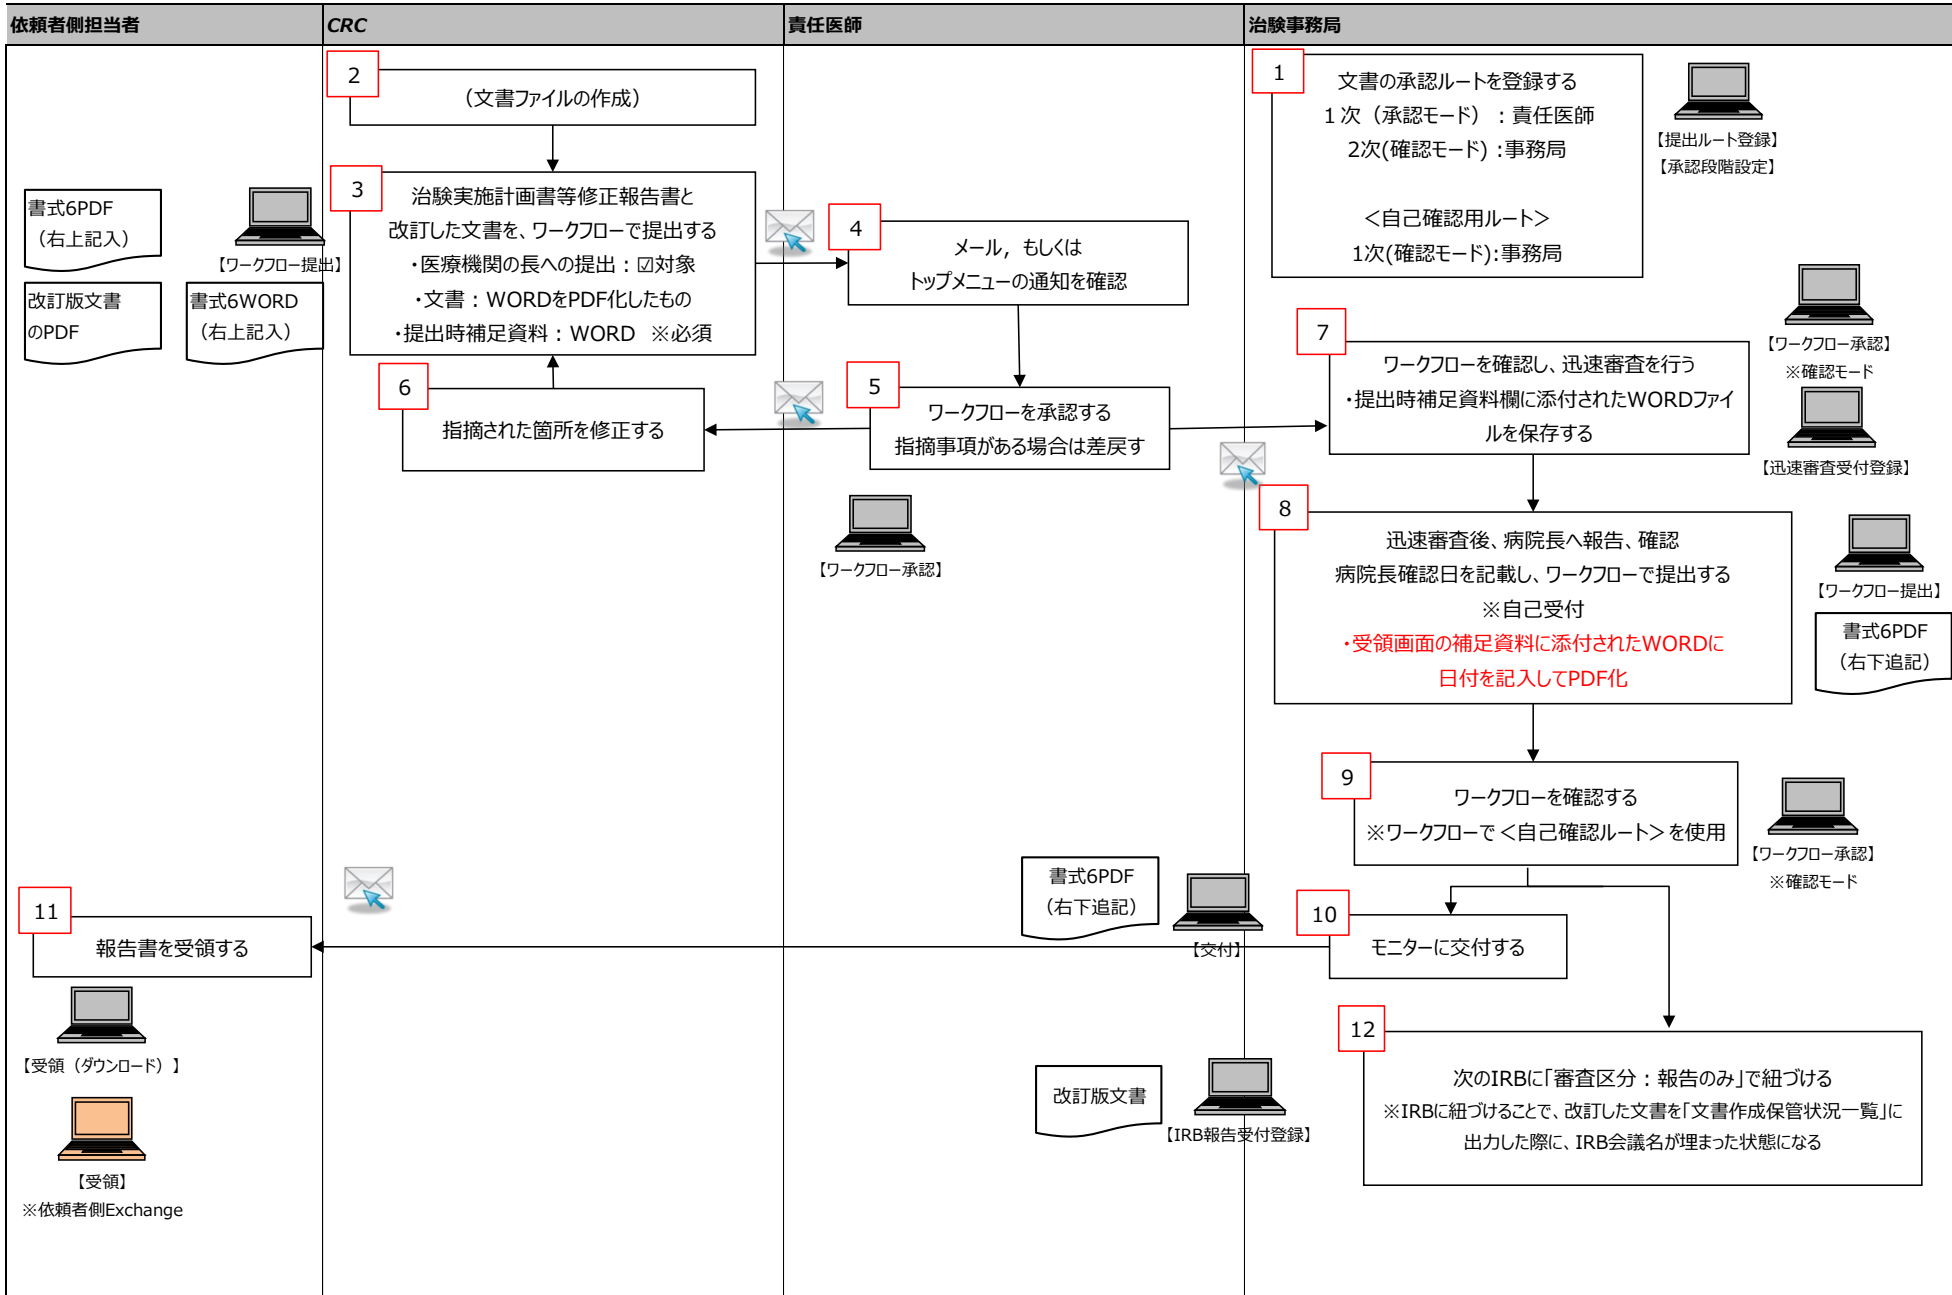 依頼者側担当者
CRC
責任医師
治験事務局
1
文書の承認ルートを登録する
1次（承認モード）：責任医師
2次(確認モード)：事務局
＜自己確認用ルート＞
1次(確認モード)：事務局
【提出ルート登録】
【承認段階設定】
2
（文書ファイルの作成）
3
治験実施計画書等修正報告書と
改訂した文書を、ワークフローで提出する
・医療機関の長への提出：☑対象
・文書：WORDをPDF化したもの
・提出時補足資料：WORD ※必須
書式6PDF
（右上記入）
改訂版文書
のPDF
【ワークフロー提出】
書式6WORD
（右上記入）
4
メール，もしくは
トップメニューの通知を確認
5
ワークフローを承認する
指摘事項がある場合は差戻す
【ワークフロー承認】
6
指摘された箇所を修正する
7
ワークフローを確認し、迅速審査を行う
・提出時補足資料欄に添付されたWORDファイ
ルを保存する
【ワークフロー承認】
※確認モード
【迅速審査受付登録】
8
迅速審査後、病院長へ報告、確認
病院長確認日を記載し、ワークフローで提出する
※自己受付
・受領画面の補足資料に添付されたWORDに
日付を記入してPDF化
【ワークフロー提出】
書式6PDF
（右下追記）
9
ワークフローを確認する
※ワークフローで＜自己確認ルート＞を使用
【ワークフロー承認】
※確認モード
10
モニターに交付する
書式6PDF
（右下追記）
【交付】
11
報告書を受領する
【受領（ダウンロード）】
【受領】
※依頼者側Exchange
12
次のIRBに「審査区分：報告のみ」で紐づける
※IRBに紐づけることで、改訂した文書を「文書作成保管状況一覧」に
出力した際に、IRB会議名が埋まった状態になる
改訂版文書
【IRB報告受付登録】